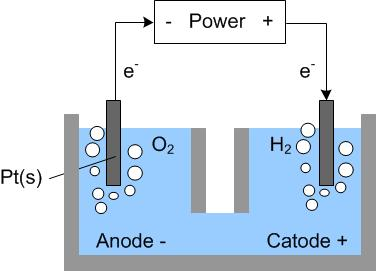 - Power +
e-
e-
O2
H2
Pt(s)
Anode -
Catode +